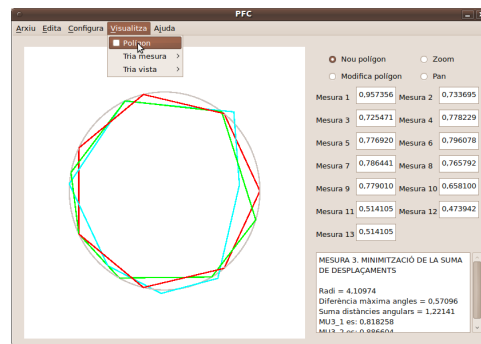 PFC
Arxiu Edita Configura Visualitza Ajuda
Polígon
Tria mesura
Tria vista
Nou polígon Zoom
Modifica polígon Pan
Mesura 1 0,957356 Mesura 2 0,733695
Mesura 3 0,725471 Mesura 4 0,778229
Mesura 5 0,776920 Mesura 6 0,796078
Mesura 7 0,786441 Mesura 8 0,765792
Mesura 9 0,779010 Mesura 10 0,658100
Mesura 11 0,514105 Mesura 12 0,473942
Mesura 13 0,514105
MESURA 3. MINIMITZACIÓ DE LA SUMA
DE DESPLAÇAMENTS
Radi = 4,10974
Diferència màxima angles = 0,57096
Suma distàncies angulars = 1,22141
MU3_1 es: 0,818258
MU3_2 es: 0,886604